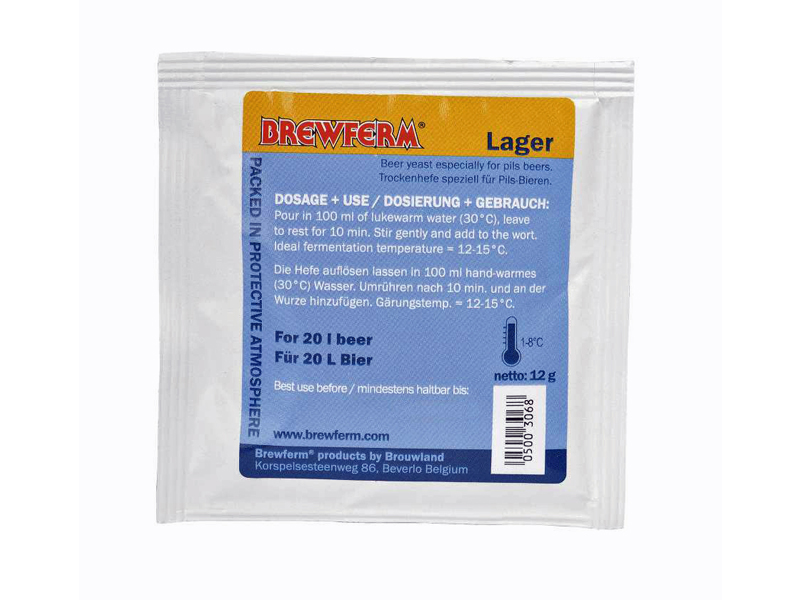 BREWFERM®
Lager
Beer yeast especially for pils beers.
Trockenhefe speziell für Pils-Bieren.
PACKED IN PROTECTIVE ATMOSPHERE
DOSAGE + USE / DOSIERUNG + GEBRAUCH:
Pour in 100 ml of lukewarm water (30°C), leave
to rest for 10 min. Stir gently and add to the wort.
Ideal fermentation temperature = 12-15°C.
Die Hefe auflösen lassen in 100 ml hand-warmes
(30°C) Wasser. Umrühren nach 10 min. und an der
Wurze hinzufügen. Gärungstemp. = 12-15°C.
For 20 l beer
Für 20 L Bier
1-8°C
netto: 12 g
Best use before / mindestens haltbar bis:
0500 3068
www.brewferm.com
Brewferm® products by Brouwland
Korspelsesteenweg 86, Beverlo Belgium